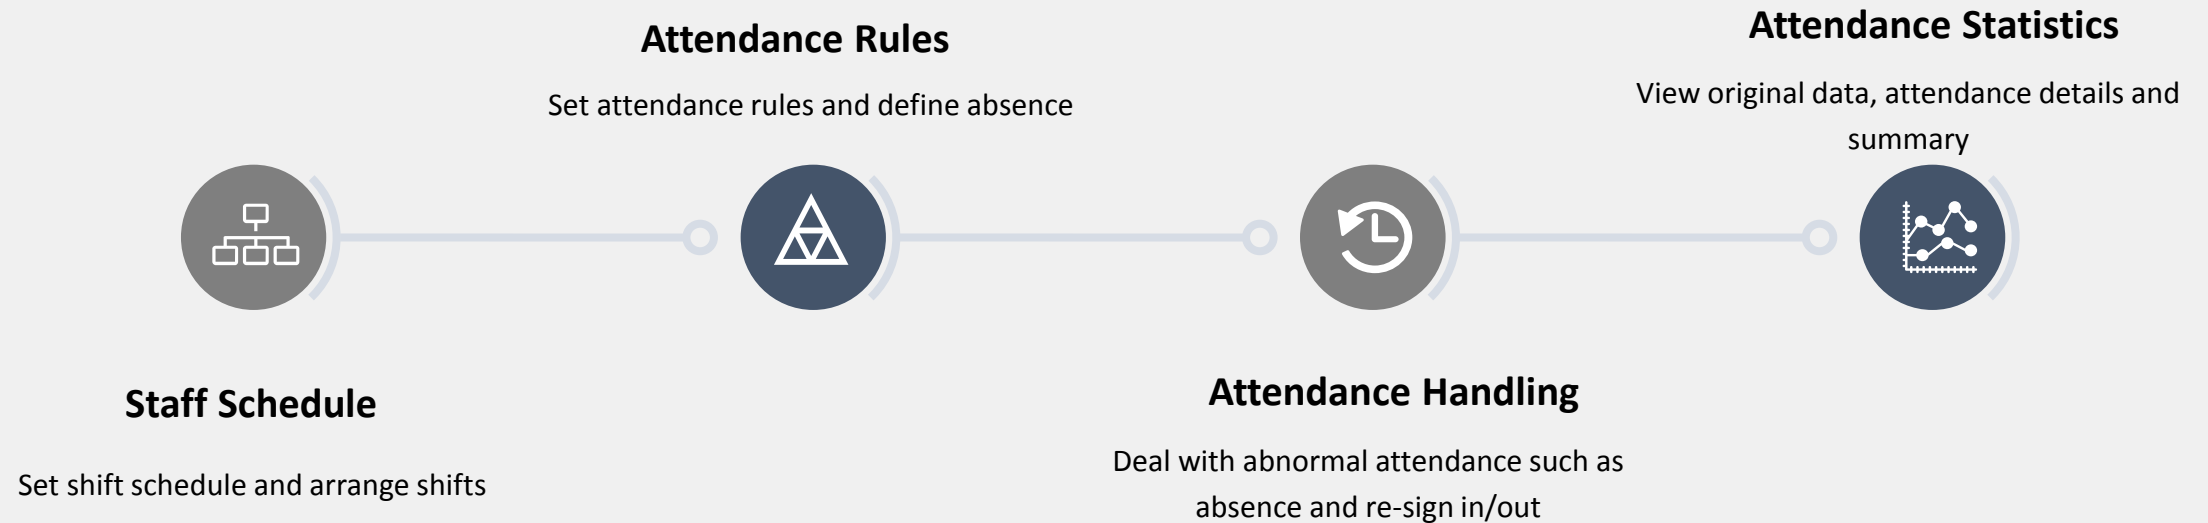 Staff Schedule
Set shift schedule and arrange shifts
Attendance Rules
Set attendance rules and define absence
Attendance Handling
Deal with abnormal attendance such as
absence and re-sign in/out
Attendance Statistics
View original data, attendance details and
summary